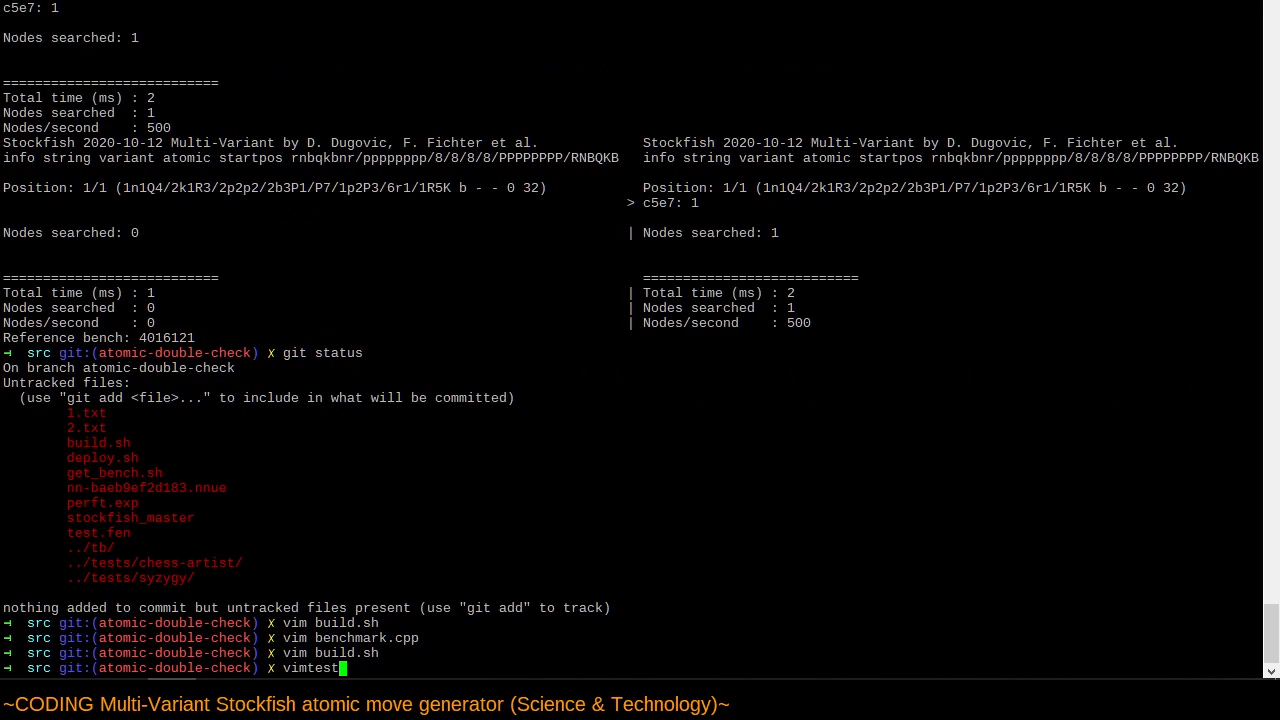 c5e7: 1
Nodes searched: 1
===========================
Total time (ms) : 2
Nodes searched  : 1
Nodes/second    : 500
Stockfish 2020-10-12 Multi-Variant by D. Dugovic, F. Fichter et al.             Stockfish 2020-10-12 Multi-Variant by D. Dugovic, F. Fichter et al.
info string variant atomic startpos rnbqkbnr/pppppppp/8/8/8/8/PPPPPPPP/RNBQKB   info string variant atomic startpos rnbqkbnr/pppppppp/8/8/8/8/PPPPPPPP/RNBQKB
Position: 1/1 (1n1Q4/2k1R3/2p2p2/2b3P1/P7/1p2P3/6r1/1R5K b - - 0 32)            Position: 1/1 (1n1Q4/2k1R3/2p2p2/2b3P1/P7/1p2P3/6r1/1R5K b - - 0 32)
> c5e7: 1
Nodes searched: 0                                                             | Nodes searched: 1
===========================                                                     ===========================
Total time (ms) : 1                                                           | Total time (ms) : 2
Nodes searched  : 0                                                           | Nodes searched  : 1
Nodes/second    : 0                                                           | Nodes/second    : 500
Reference bench: 4016121
⊣  src git:(atomic-double-check) ✗ git status
On branch atomic-double-check
Untracked files:
  (use "git add <file>..." to include in what will be committed)
        1.txt
        2.txt
        build.sh
        deploy.sh
        get_bench.sh
        nn-baeb9ef2d183.nnue
        perft.exp
        stockfish_master
        test.fen
        ../tb/
        ../tests/chess-artist/
        ../tests/syzygy/
nothing added to commit but untracked files present (use "git add" to track)
⊣  src git:(atomic-double-check) ✗ vim build.sh
⊣  src git:(atomic-double-check) ✗ vim benchmark.cpp
⊣  src git:(atomic-double-check) ✗ vim build.sh
⊣  src git:(atomic-double-check) ✗ vimtest
~CODING Multi-Variant Stockfish atomic move generator (Science & Technology)~